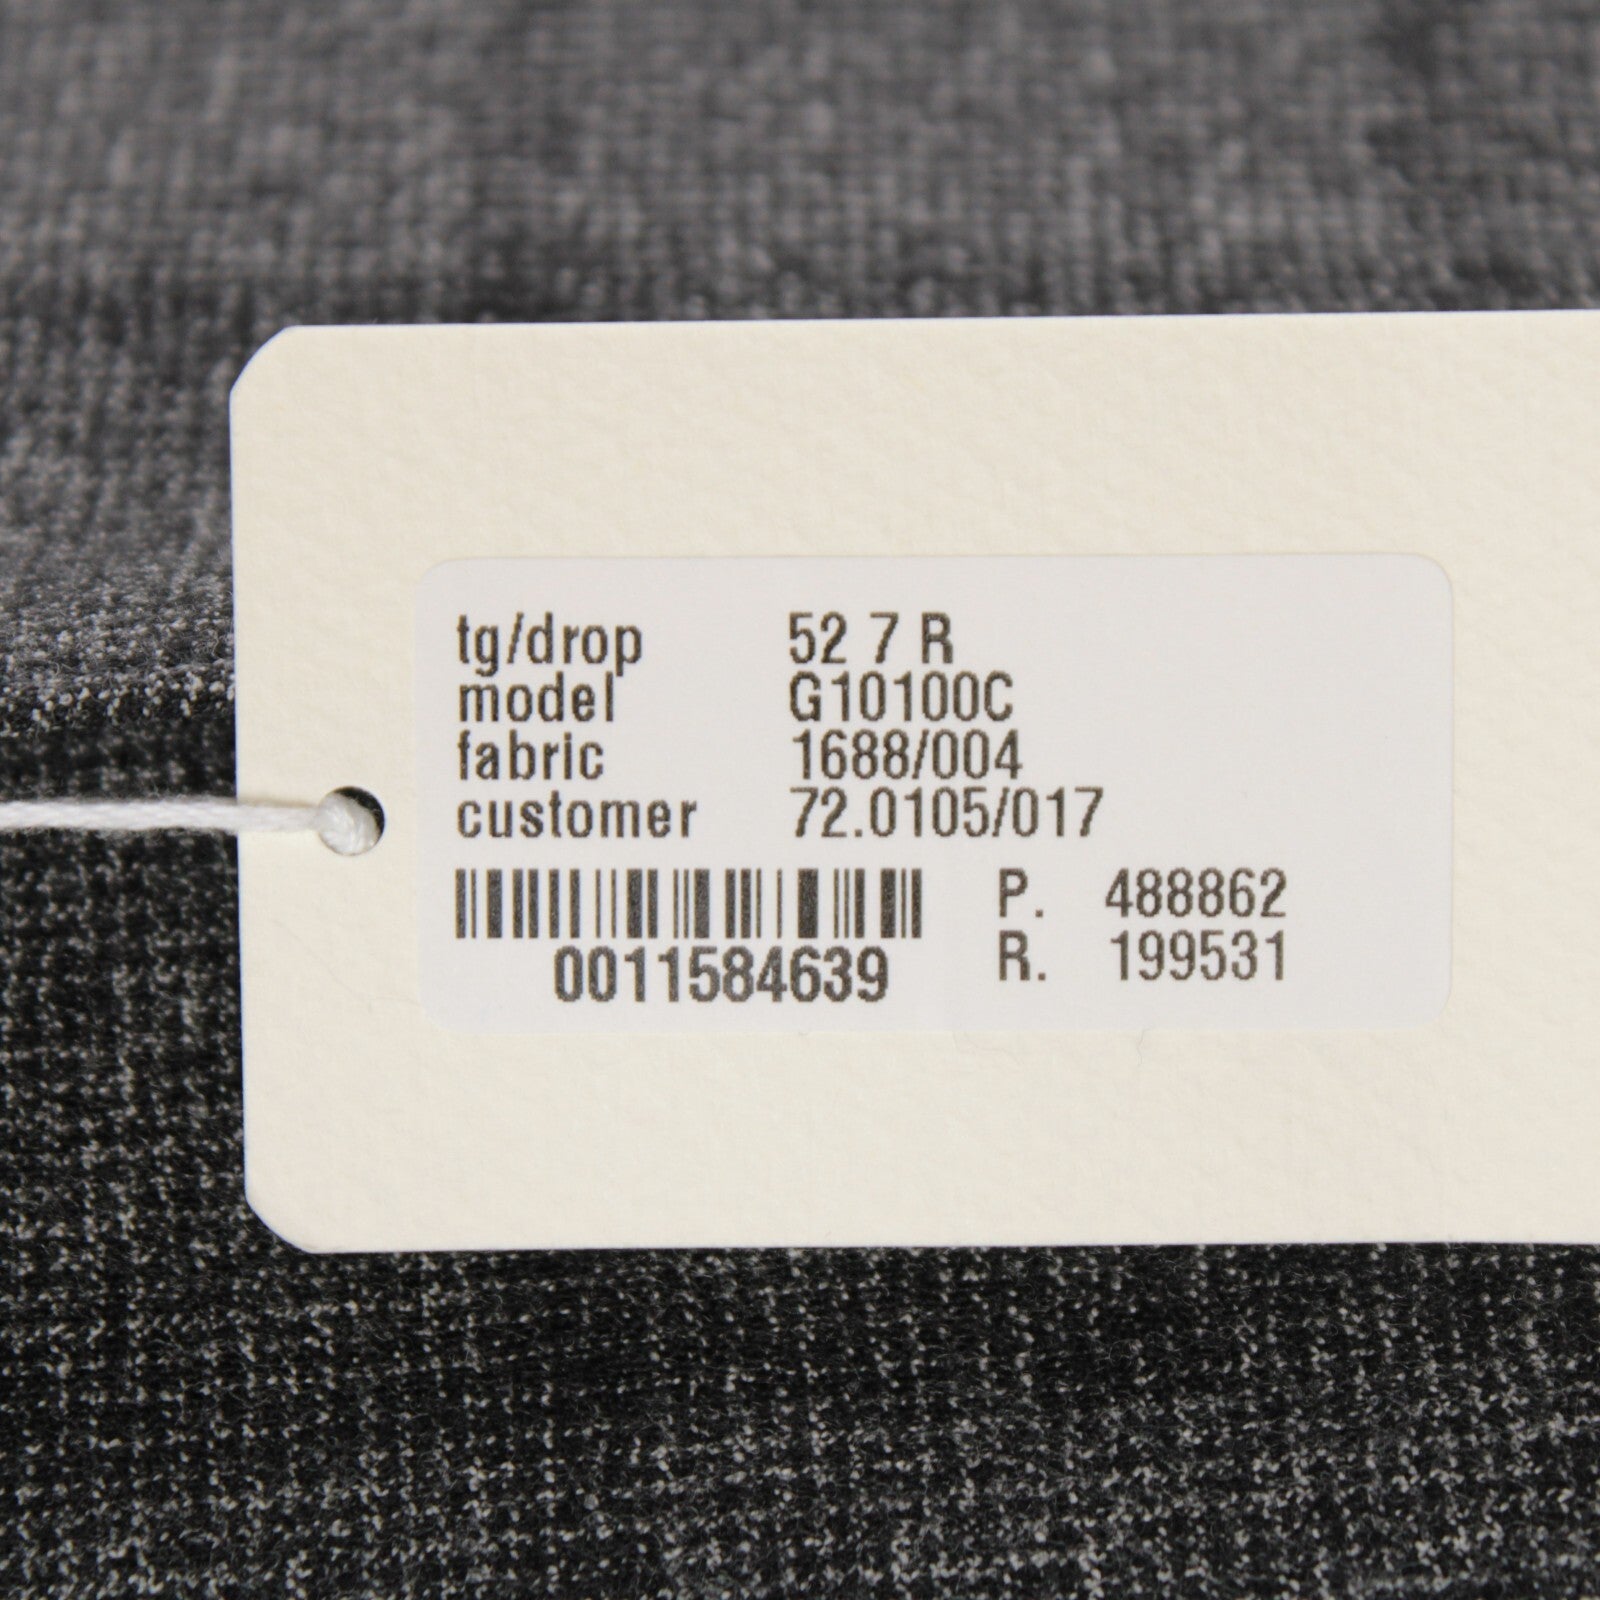 tg/drop 52 7 R
model G10100C
fabric 1688/004
customer 72.0105/017
P. 488862
0011584639 R. 199531